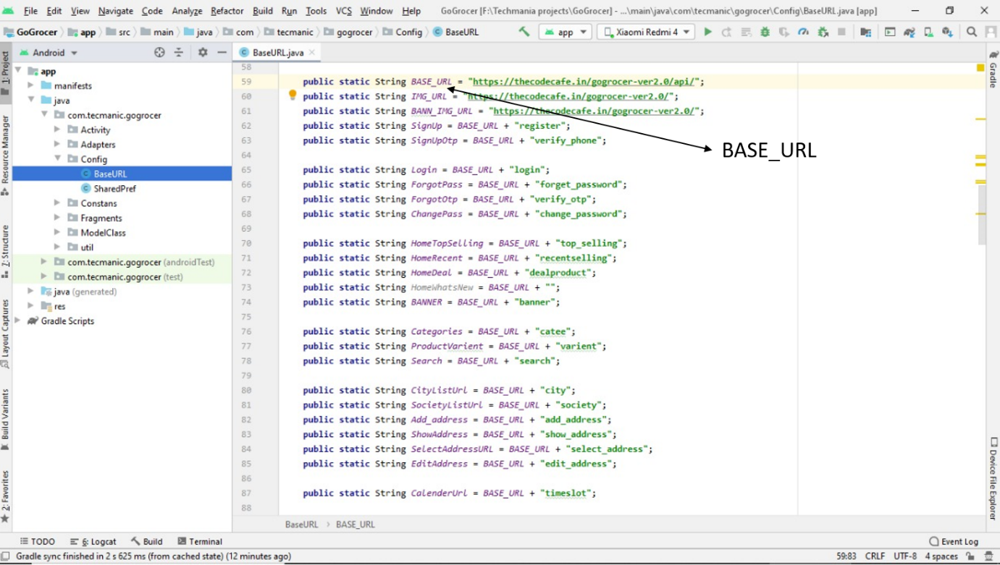 File Edit View Navigate Code Analyze Refactor Build Run Tools VCS Window Help GoGrocer [F:\Techmania projects\GoGrocer] - ...\main\java\com\tecmanic\gogrocer\Config\BaseURL.java [app]
GoGrocer app src main java com tecmanic gogrocer Config BaseURL app Xiaomi Redmi 4
Android BaseURL.java
1: Project
Resource Manager
Z: Structure
Layout Captures
Build Variants
2: Favorites
app
manifests
java
com.tecmanic.gogrocer
Activity
Adapters
Config
BaseURL
SharedPref
Constans
Fragments
ModelClass
util
com.tecmanic.gogrocer (androidTest)
com.tecmanic.gogrocer (test)
java (generated)
res
Gradle Scripts
58
59 public static String BASE_URL = "https://thecodecafe.in/gogrocer-ver2.0/api/";
60 public static String IMG_URL = "https://thecodecafe.in/gogrocer-ver2.0/";
61 public static String BANN_IMG_URL = "https://thecodecafe.in/gogrocer-ver2.0/";
62 public static String SignUp = BASE_URL + "register";
63 public static String SignUpOtp = BASE_URL + "verify_phone";
64
65 public static String Login = BASE_URL + "login";
66 public static String ForgotPass = BASE_URL + "forget_password";
67 public static String ForgotOtp = BASE_URL + "verify_otp";
68 public static String ChangePass = BASE_URL + "change_password";
69
70 public static String HomeTopSelling = BASE_URL + "top_selling";
71 public static String HomeRecent = BASE_URL + "recentselling";
72 public static String HomeDeal = BASE_URL + "dealproduct";
73 public static String HomeWhatsNew = BASE_URL + "";
74 public static String BANNER = BASE_URL + "banner";
75
76 public static String Categories = BASE_URL + "catee";
77 public static String ProductVarient = BASE_URL + "varient";
78 public static String Search = BASE_URL + "search";
79
80 public static String CityListUrl = BASE_URL + "city";
81 public static String SocietyListUrl = BASE_URL + "society";
82 public static String Add_address = BASE_URL + "add_address";
83 public static String ShowAddress = BASE_URL + "show_address";
84 public static String SelectAddressURL = BASE_URL + "select_address";
85 public static String EditAddress = BASE_URL + "edit_address";
86
87 public static String CalenderUrl = BASE_URL + "timeslot";
88
BASE_URL
Gradle
Device File Explorer
BaseURL > BASE_URL
TODO 6: Logcat Build Terminal Event Log
Gradle sync finished in 2 s 625 ms (from cached state) (12 minutes ago) 59:83 CRLF UTF-8 4 spaces